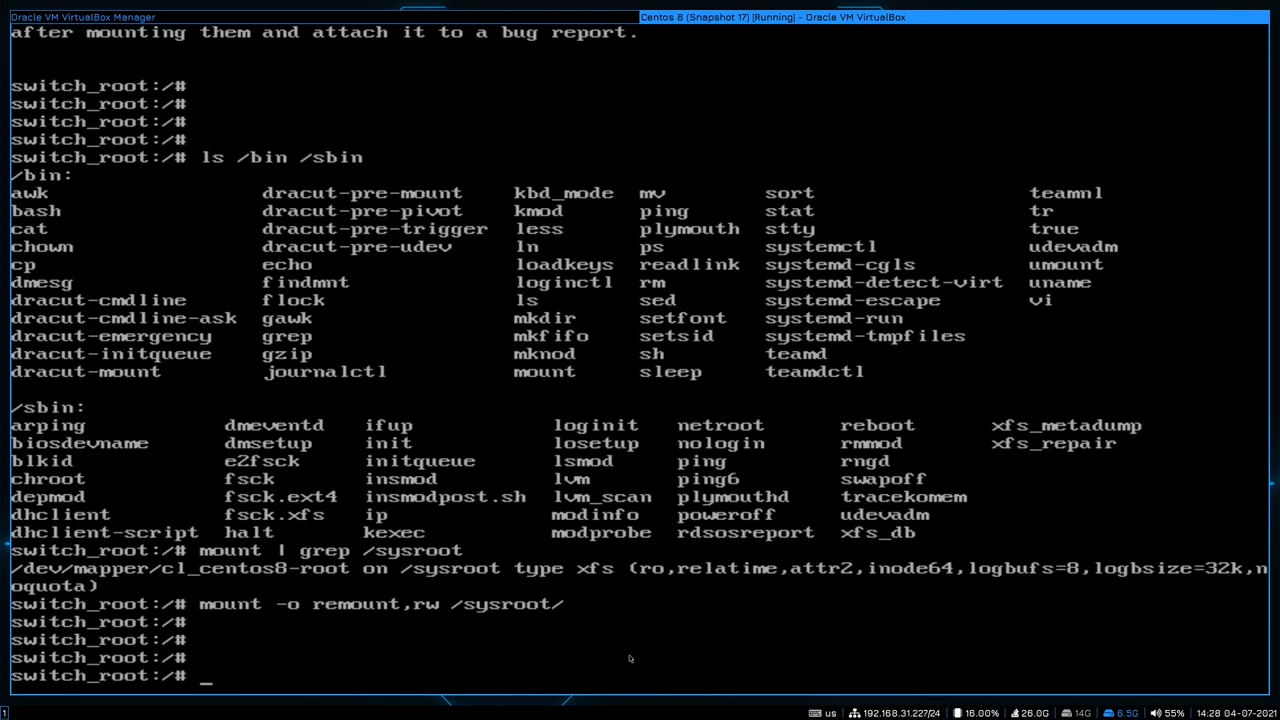 Oracle VM VirtualBox Manager
Centos 8 (Snapshot 17) [Running] - Oracle VM VirtualBox
after mounting them and attach it to a bug report.
switch_root:/#
switch_root:/#
switch_root:/#
switch_root:/#
switch_root:/# ls /bin /sbin
/bin:
awk dracut-pre-mount kbd_mode mv sort teamnl
bash dracut-pre-pivot kmod ping stat tr
cat dracut-pre-trigger less plymouth stty true
chown dracut-pre-udev ln ps systemctl udevadm
cp echo loadkeys readlink systemd-cgls umount
dmesg findmnt loginctl rm systemd-detect-virt uname
dracut-cmdline flock ls sed systemd-escape vi
dracut-cmdline-ask gawk mkdir setfont systemd-run
dracut-emergency grep mkfifo setsid systemd-tmpfiles
dracut-initqueue gzip mknod sh teamd
dracut-mount journalctl mount sleep teamdctl
/sbin:
arping dmeventd ifup loginit netroot reboot xfs_metadump
biosdevname dmsetup init losetup nologin rmmod xfs_repair
blkid e2fsck initqueue lsmod ping rngd
chroot fsck insmod lvm ping6 swapoff
depmod fsck.ext4 insmodpost.sh lvm_scan plymouthd tracekomem
dhclient fsck.xfs ip modinfo poweroff udevadm
dhclient-script halt kexec modprobe rdsosreport xfs_db
switch_root:/# mount | grep /sysroot
/dev/mapper/cl_centos8-root on /sysroot type xfs (ro,relatime,attr2,inode64,logbufs=8,logbsize=32k,n
oquota)
switch_root:/# mount -o remount,rw /sysroot/
switch_root:/#
switch_root:/#
switch_root:/#
switch_root:/# _
1 us 192.168.31.227/24 16.00% 26.0G 14G 6.5G 55% 14:28 04-07-2021